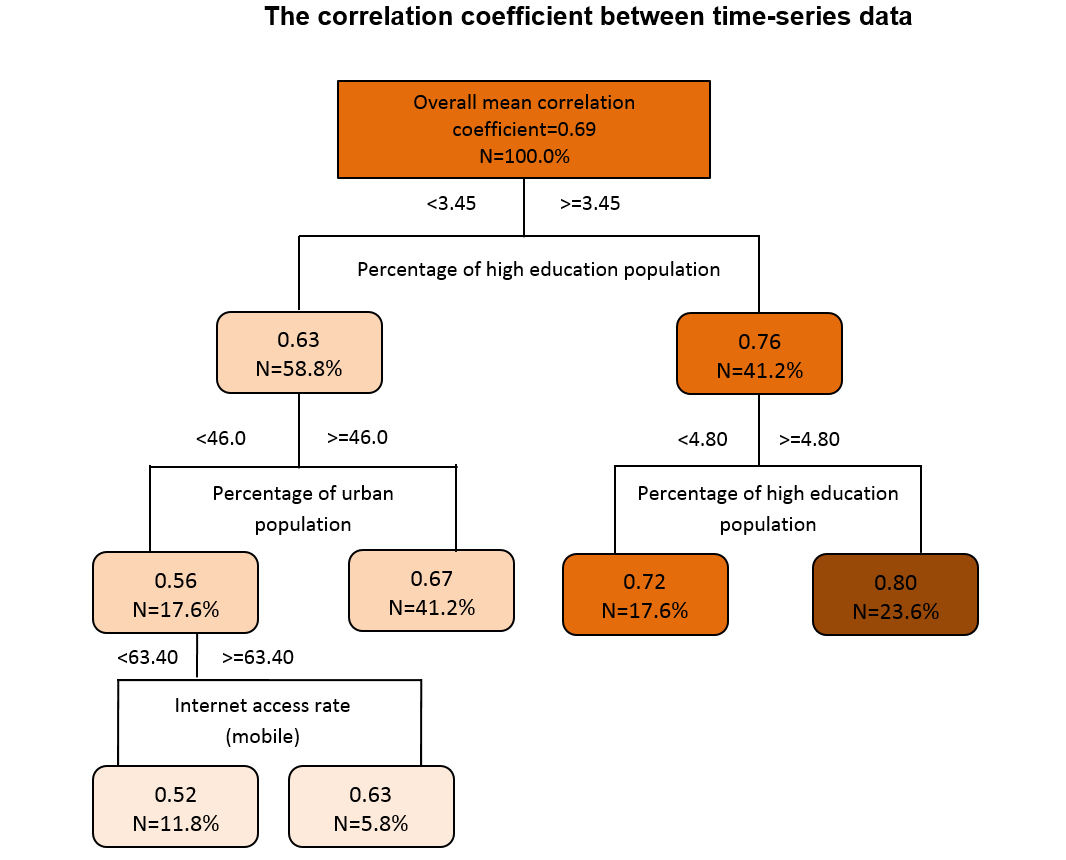 The correlation coefficient between time-series data
Overall mean correlation
coefficient=0.69
N=100.0%
<3.45 >=3.45
Percentage of high education population
0.63
N=58.8%
0.76
N=41.2%
<46.0 >=46.0
<4.80 >=4.80
Percentage of urban
population
Percentage of high education
population
0.56
N=17.6%
0.67
N=41.2%
0.72
N=17.6%
0.80
N=23.6%
<63.40 >=63.40
Internet access rate
(mobile)
0.52
N=11.8%
0.63
N=5.8%